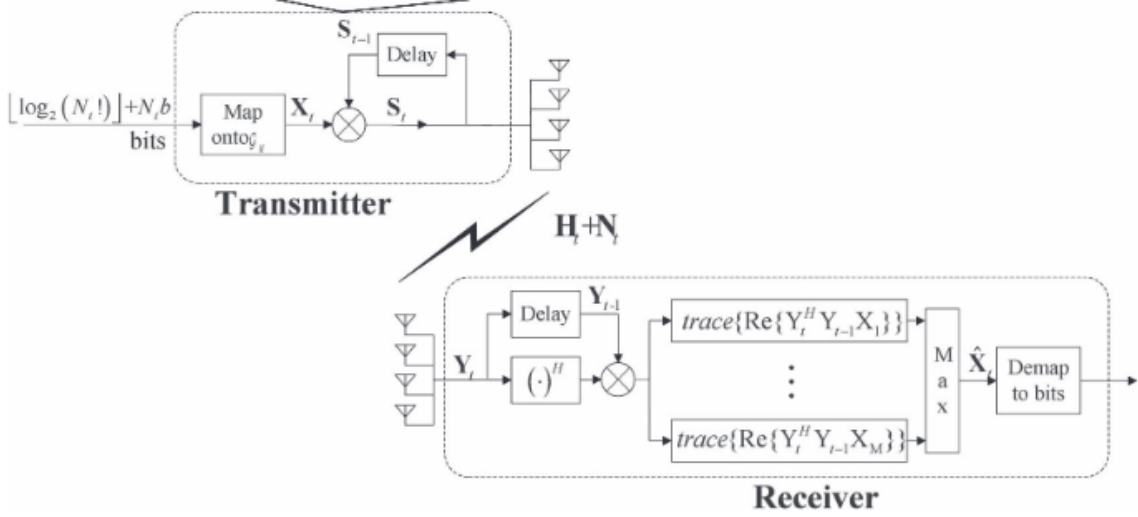 S_{t-1}
Delay
⌊log₂(N_t!)⌋+N_t b
bits
Map
onto 𝒢
X_t
S_t
Transmitter
H_t+N_t
Y_{t-1}
Delay
trace{Re{Y_t^H Y_{t-1} X_1}}
Y_t
(·)^H
⋮
M
a
x
X̂_t
Demap
to bits
trace{Re{Y_t^H Y_{t-1} X_M}}
Receiver